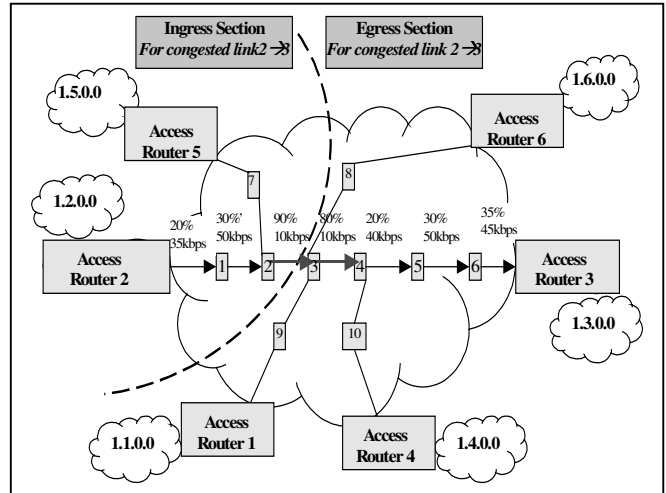 Ingress Section
For congested link2→3
Egress Section
For congested link 2→3
1.5.0.0
1.6.0.0
Access
Router 5
Access
Router 6
7
8
1.2.0.0
20%
35kbps
30%
50kbps
90%
10kbps
80%
10kbps
20%
40kbps
30%
50kbps
35%
45kbps
Access
Router 2
1
2
3
4
5
6
Access
Router 3
1.3.0.0
9
10
Access
Router 1
Access
Router 4
1.1.0.0
1.4.0.0